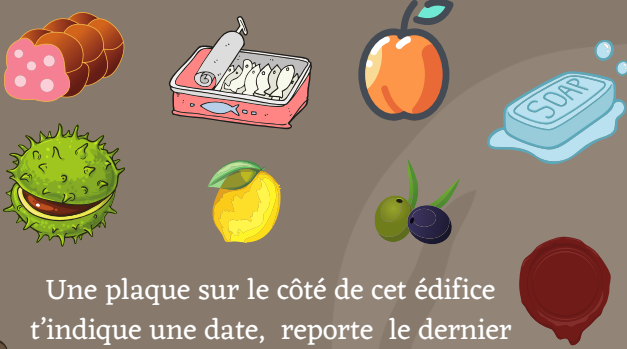 SOAP
Une plaque sur le côté de cet édifice
t'indique une date, reporte le dernier